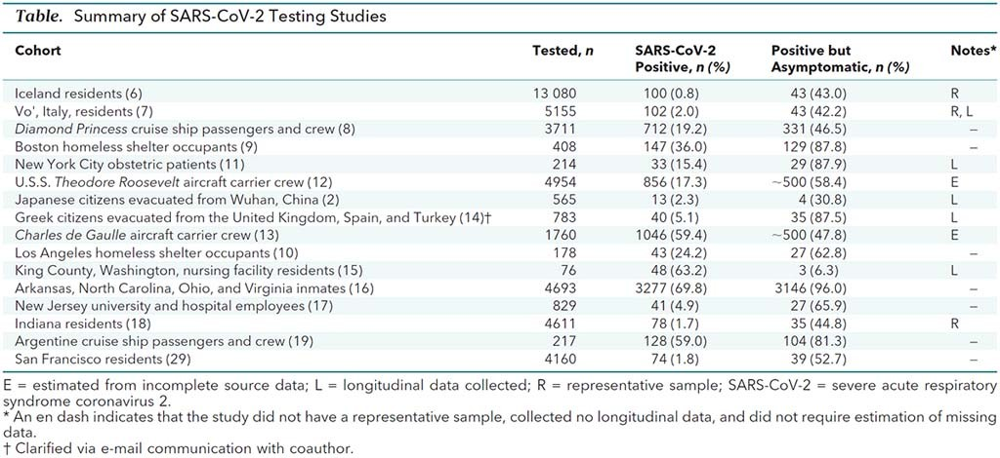 Table. Summary of SARS-CoV-2 Testing Studies
Cohort Tested, n SARS-CoV-2 Positive, n (%) Positive but Asymptomatic, n (%) Notes*
Iceland residents (6) 13 080 100 (0.8) 43 (43.0) R
Vo', Italy, residents (7) 5155 102 (2.0) 43 (42.2) R, L
Diamond Princess cruise ship passengers and crew (8) 3711 712 (19.2) 331 (46.5) –
Boston homeless shelter occupants (9) 408 147 (36.0) 129 (87.8) –
New York City obstetric patients (11) 214 33 (15.4) 29 (87.9) L
U.S.S. Theodore Roosevelt aircraft carrier crew (12) 4954 856 (17.3) ~500 (58.4) E
Japanese citizens evacuated from Wuhan, China (2) 565 13 (2.3) 4 (30.8) L
Greek citizens evacuated from the United Kingdom, Spain, and Turkey (14)† 783 40 (5.1) 35 (87.5) L
Charles de Gaulle aircraft carrier crew (13) 1760 1046 (59.4) ~500 (47.8) E
Los Angeles homeless shelter occupants (10) 178 43 (24.2) 27 (62.8) –
King County, Washington, nursing facility residents (15) 76 48 (63.2) 3 (6.3) L
Arkansas, North Carolina, Ohio, and Virginia inmates (16) 4693 3277 (69.8) 3146 (96.0) –
New Jersey university and hospital employees (17) 829 41 (4.9) 27 (65.9) –
Indiana residents (18) 4611 78 (1.7) 35 (44.8) R
Argentine cruise ship passengers and crew (19) 217 128 (59.0) 104 (81.3) –
San Francisco residents (29) 4160 74 (1.8) 39 (52.7) –
E = estimated from incomplete source data; L = longitudinal data collected; R = representative sample; SARS-CoV-2 = severe acute respiratory
syndrome coronavirus 2.
* An en dash indicates that the study did not have a representative sample, collected no longitudinal data, and did not require estimation of missing
data.
† Clarified via e-mail communication with coauthor.